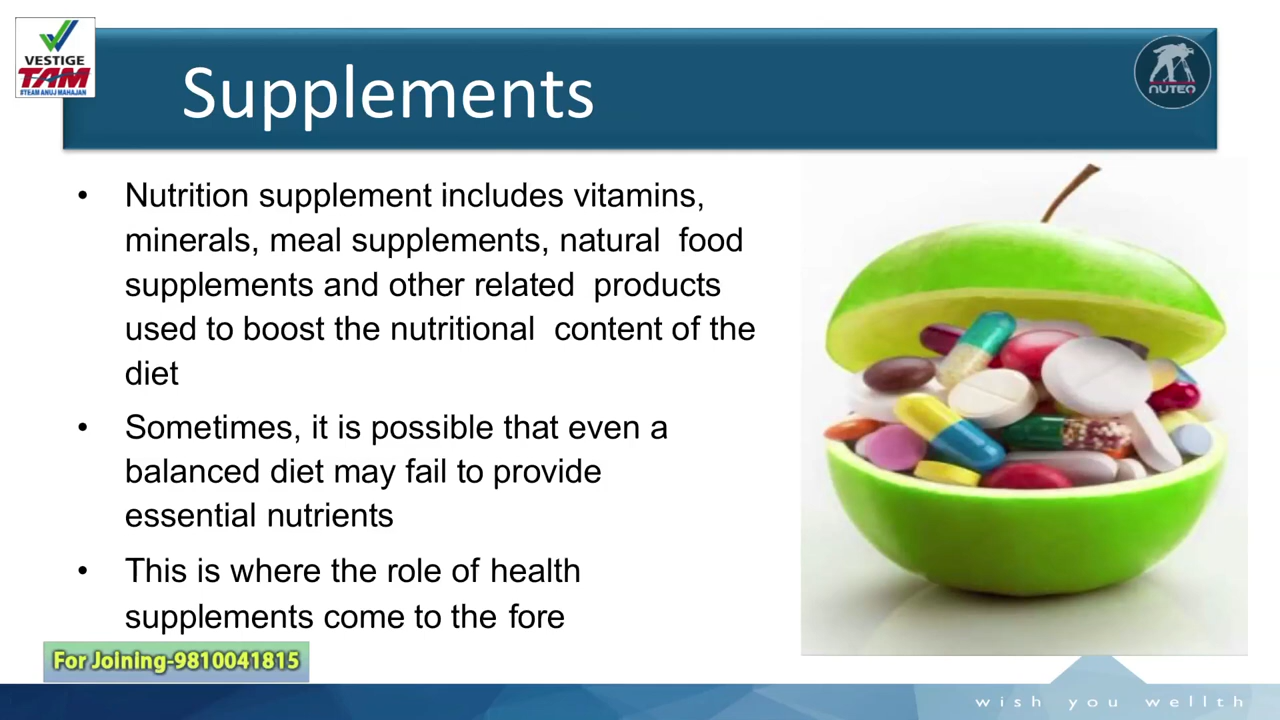 VESTIGE
TAM
#TEAM ANUJ MAHAJAN
Supplements
NUTEQ
• Nutrition supplement includes vitamins,
minerals, meal supplements, natural food
supplements and other related products
used to boost the nutritional content of the
diet
• Sometimes, it is possible that even a
balanced diet may fail to provide
essential nutrients
• This is where the role of health
supplements come to the fore
For Joining-9810041815
wish you wellth